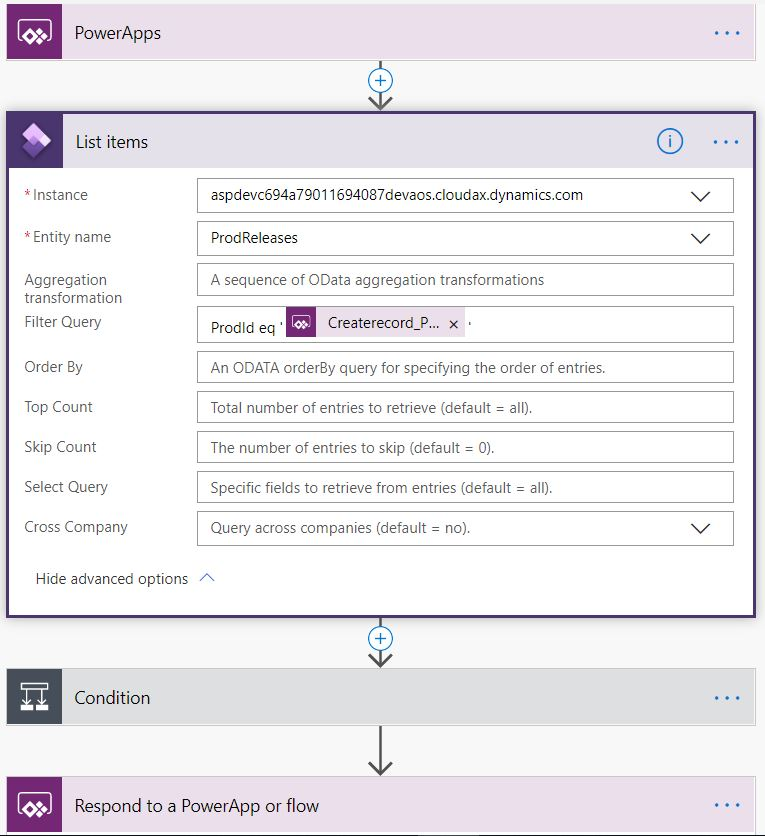 PowerApps
List items
* Instance
aspdevc694a79011694087devaos.cloudax.dynamics.com
* Entity name
ProdReleases
Aggregation
transformation
A sequence of OData aggregation transformations
Filter Query
ProdId eq ' Createrecord_P... × '
Order By
An ODATA orderBy query for specifying the order of entries.
Top Count
Total number of entries to retrieve (default = all).
Skip Count
The number of entries to skip (default = 0).
Select Query
Specific fields to retrieve from entries (default = all).
Cross Company
Query across companies (default = no).
Hide advanced options
Condition
Respond to a PowerApp or flow